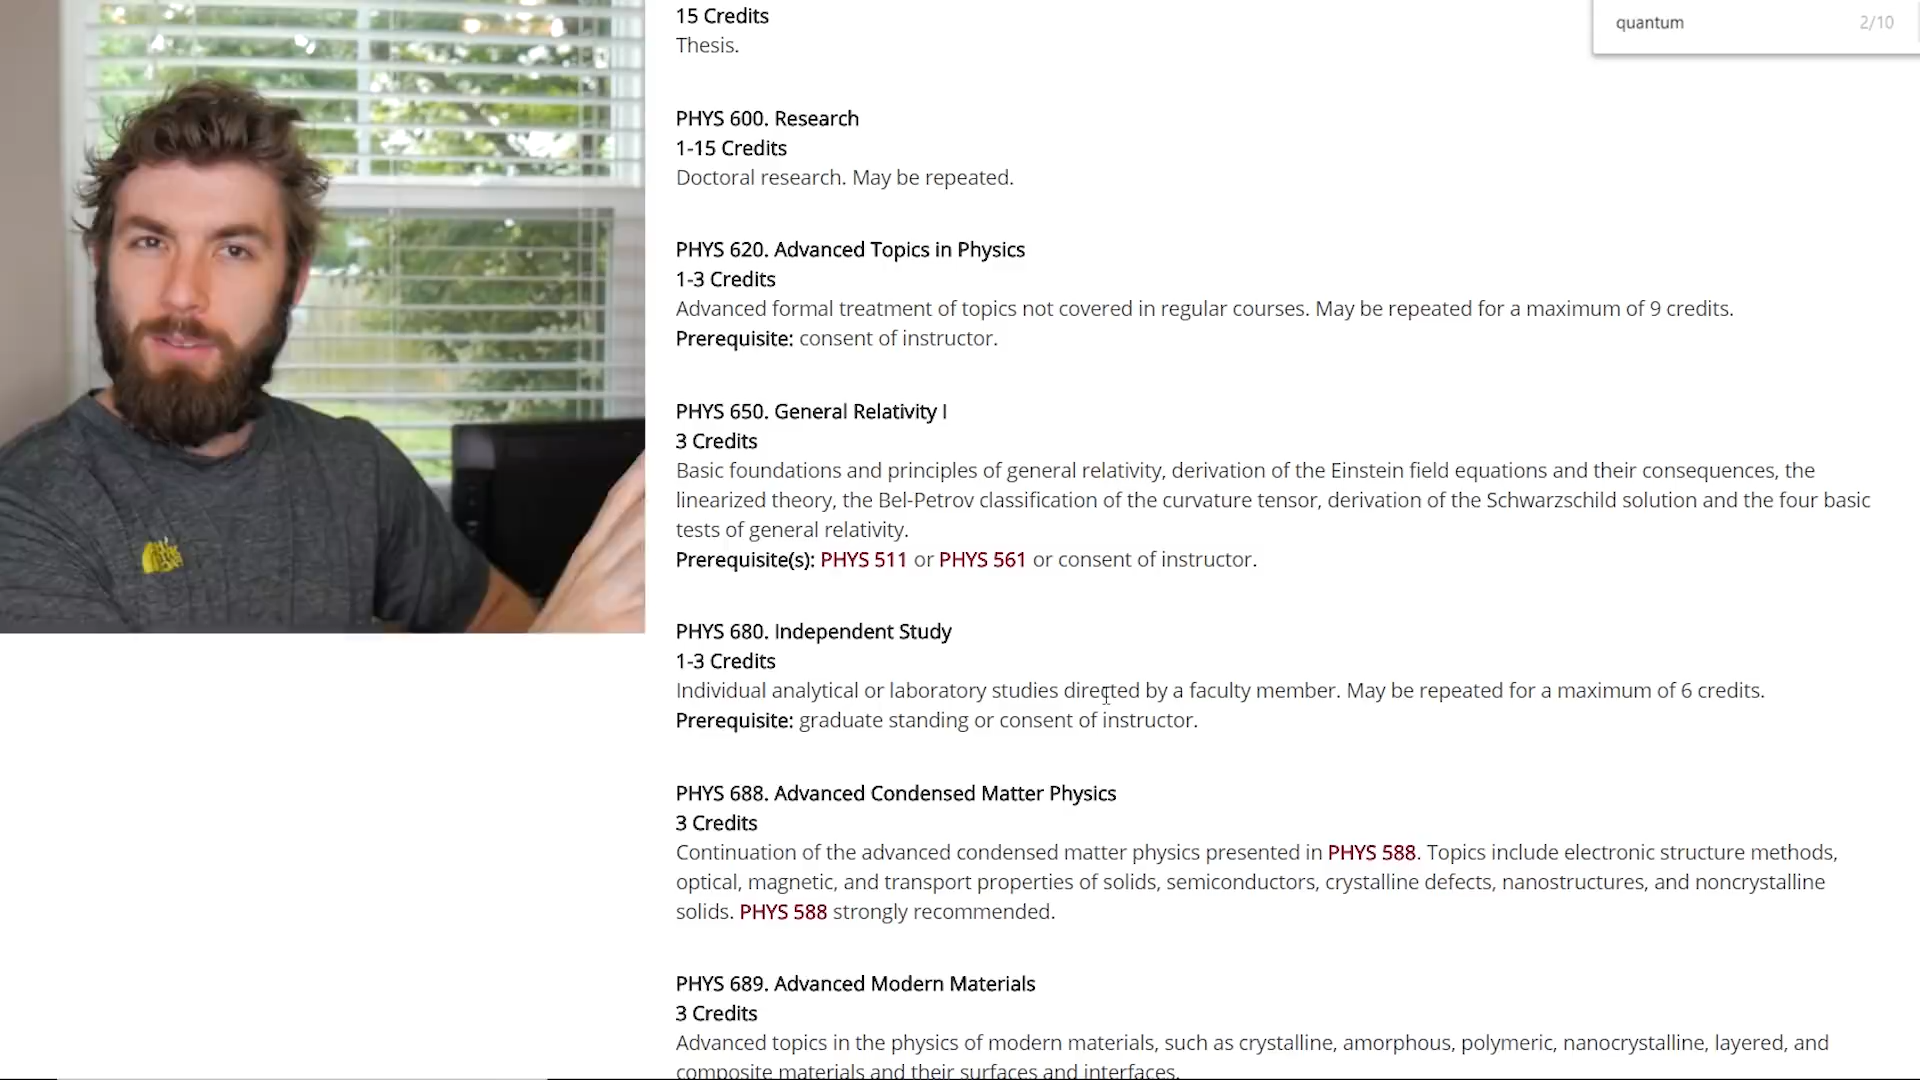 quantum 2/10
15 Credits
Thesis.
PHYS 600. Research
1-15 Credits
Doctoral research. May be repeated.
PHYS 620. Advanced Topics in Physics
1-3 Credits
Advanced formal treatment of topics not covered in regular courses. May be repeated for a maximum of 9 credits.
Prerequisite: consent of instructor.
PHYS 650. General Relativity I
3 Credits
Basic foundations and principles of general relativity, derivation of the Einstein field equations and their consequences, the
linearized theory, the Bel-Petrov classification of the curvature tensor, derivation of the Schwarzschild solution and the four basic
tests of general relativity.
Prerequisite(s): PHYS 511 or PHYS 561 or consent of instructor.
PHYS 680. Independent Study
1-3 Credits
Individual analytical or laboratory studies directed by a faculty member. May be repeated for a maximum of 6 credits.
Prerequisite: graduate standing or consent of instructor.
PHYS 688. Advanced Condensed Matter Physics
3 Credits
Continuation of the advanced condensed matter physics presented in PHYS 588. Topics include electronic structure methods,
optical, magnetic, and transport properties of solids, semiconductors, crystalline defects, nanostructures, and noncrystalline
solids. PHYS 588 strongly recommended.
PHYS 689. Advanced Modern Materials
3 Credits
Advanced topics in the physics of modern materials, such as crystalline, amorphous, polymeric, nanocrystalline, layered, and
composite materials and their surfaces and interfaces.